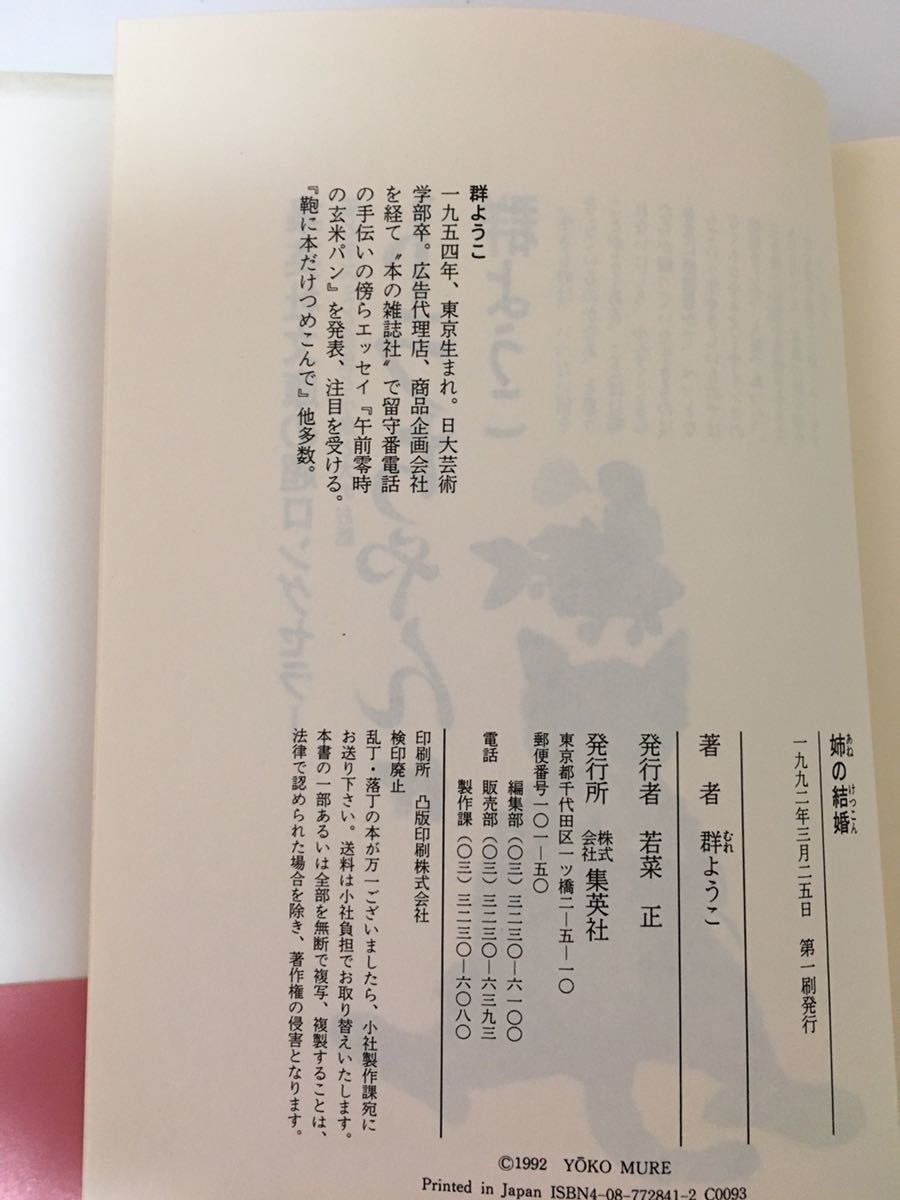 群ようこ
一九五四年、東京生まれ。日大芸術
学部卒。広告代理店、商品企画会社
を経て〝本の雑誌社〟で留守番電話
の手伝いの傍らエッセイ『午前零時
の玄米パン』を発表、注目を受ける。
『鞄に本だけつめこんで』他多数。
姉の結婚
あね けっこん
一九九二年三月二五日 第一刷発行
著 者 群ようこ
むれ
発行者 若菜 正
発行所 株式会社 集英社
東京都千代田区一ツ橋二―五―一〇
郵便番号一〇一―五〇
編集部(〇三)三二三〇―六一〇〇
電話 販売部(〇三)三二三〇―六三九三
製作課(〇三)三二三〇―六〇八〇
印刷所 凸版印刷株式会社
検印廃止
乱丁・落丁の本が万一ございましたら、小社製作課宛に
お送り下さい。送料は小社負担でお取り替えいたします。
本書の一部あるいは全部を無断で複写、複製することは、
法律で認められた場合を除き、著作権の侵害となります。
©1992 YŌKO MURE
Printed in Japan ISBN4-08-772841-2 C0093